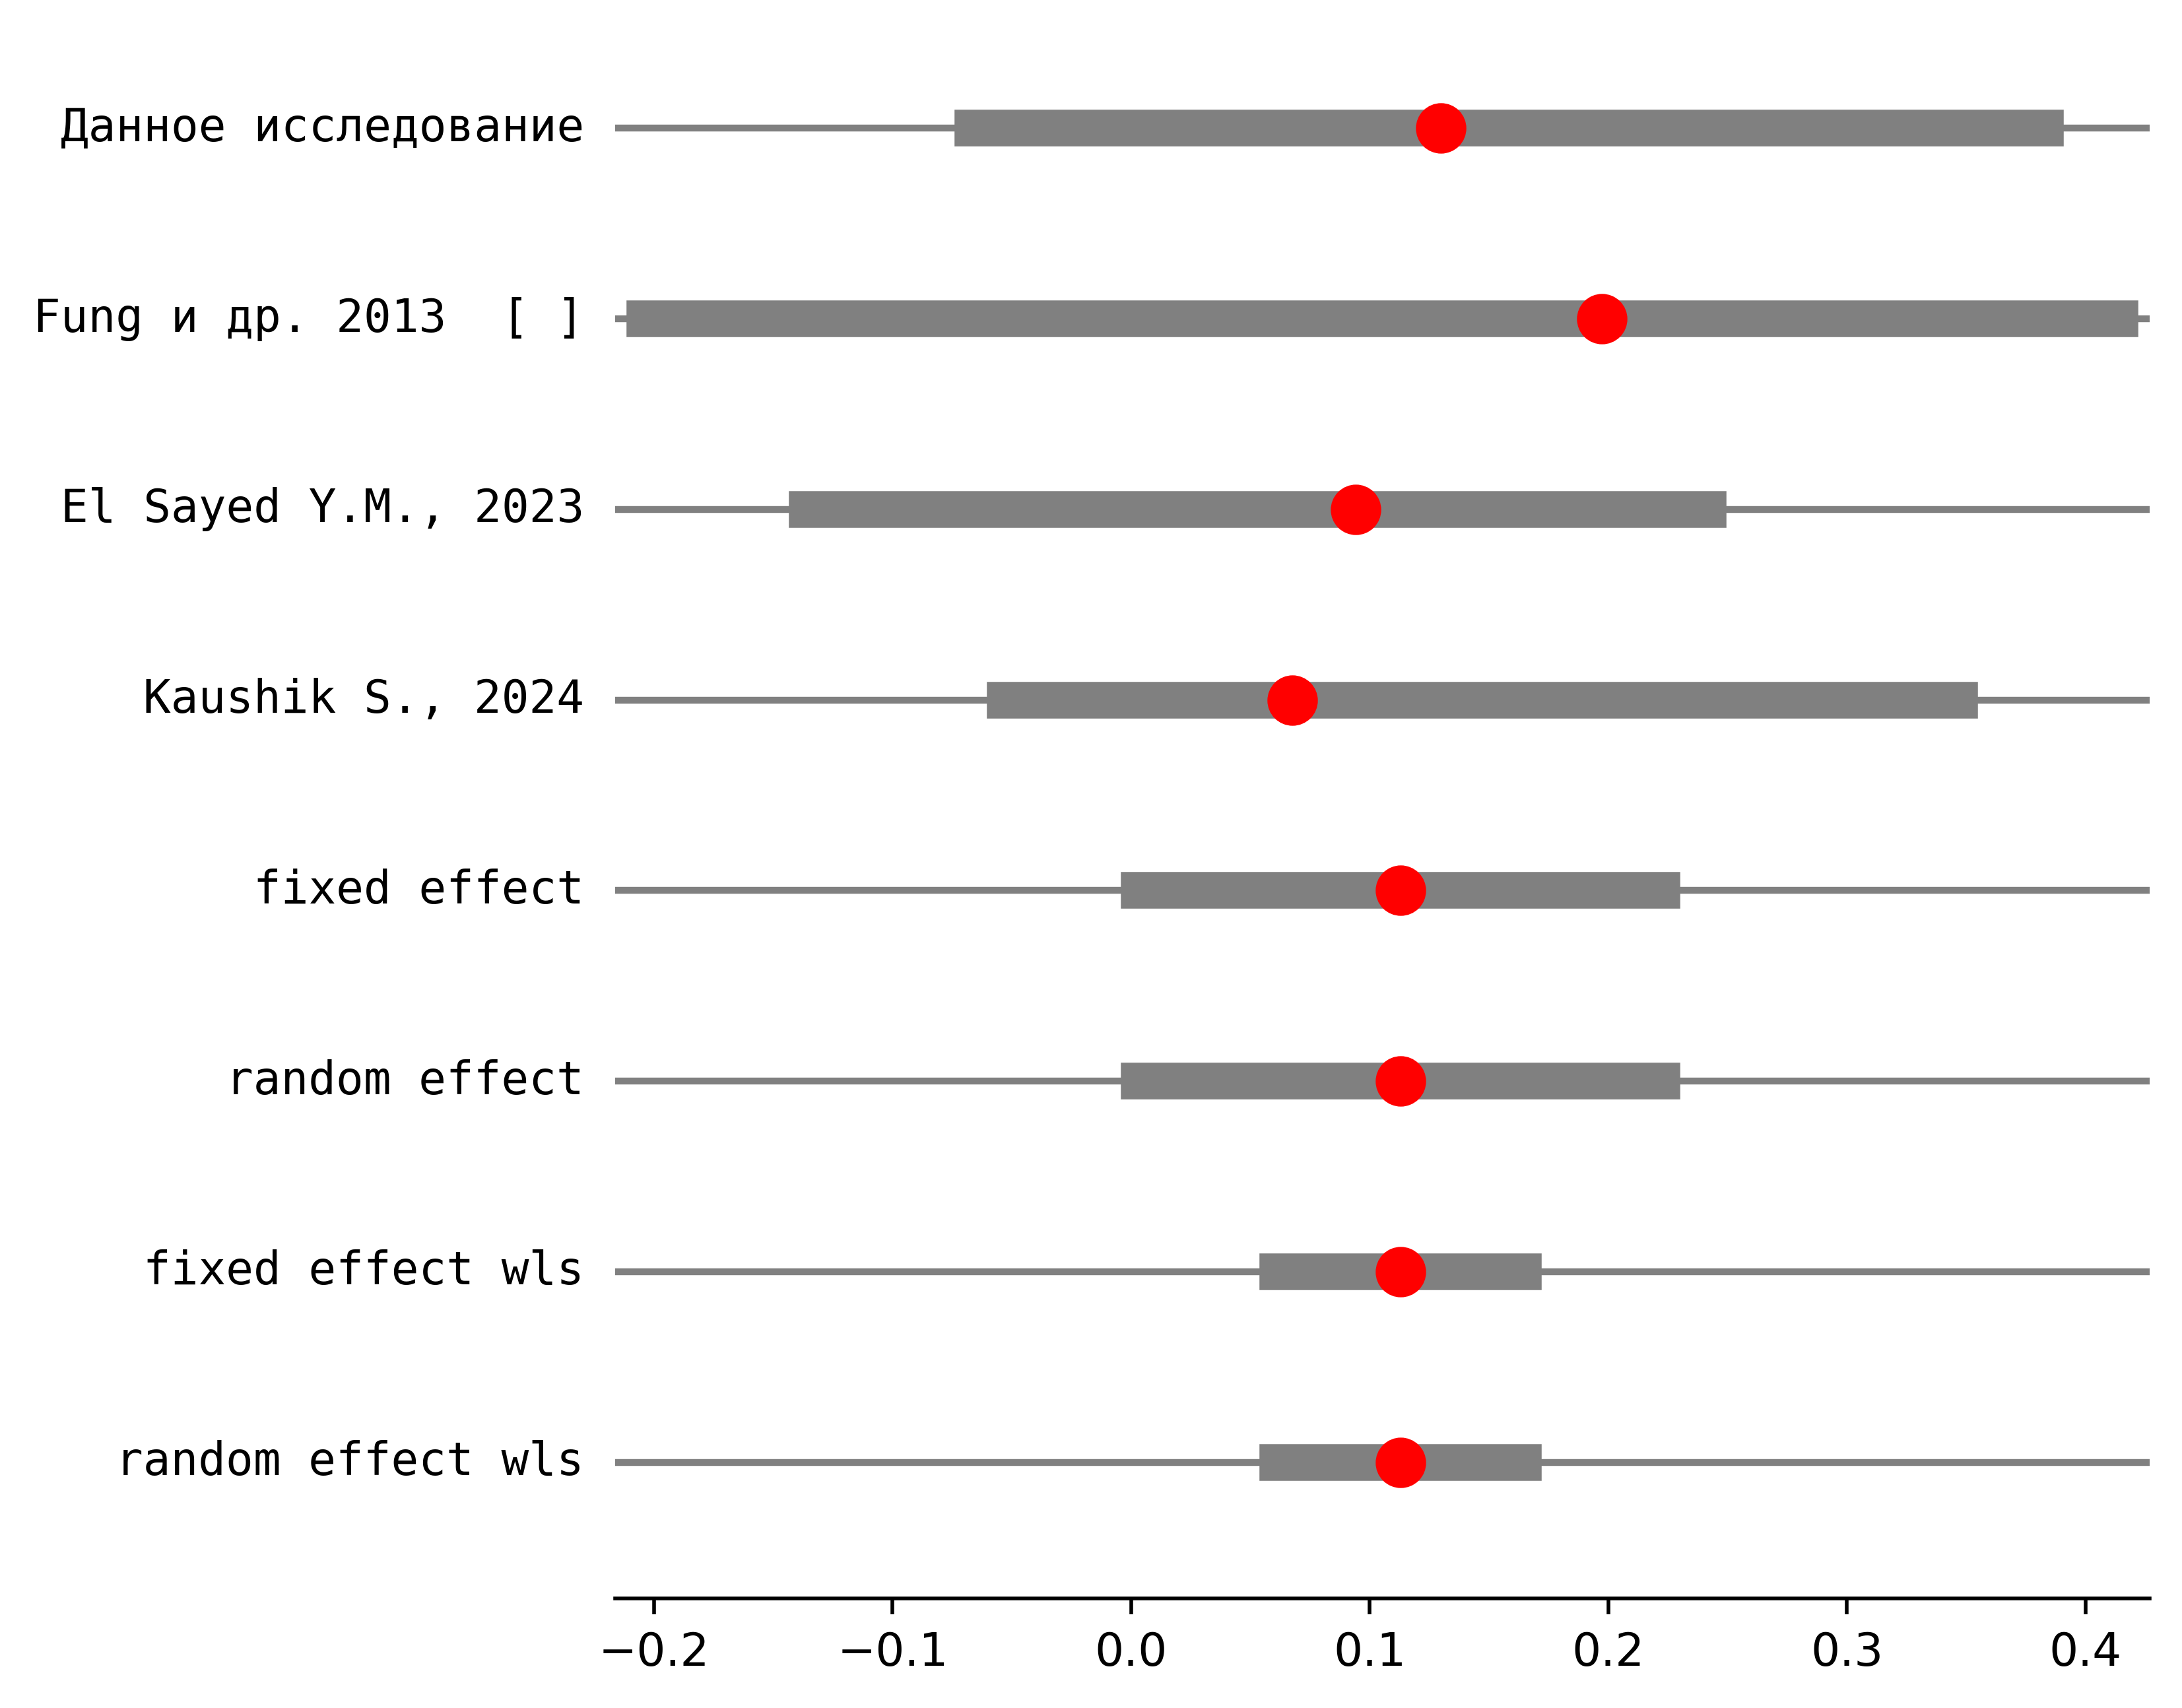 Данное исследование
Fung и др. 2013  [ ]
El Sayed Y.M., 2023
Kaushik S., 2024
fixed effect
random effect
fixed effect wls
random effect wls
−0.2 −0.1 0.0 0.1 0.2 0.3 0.4